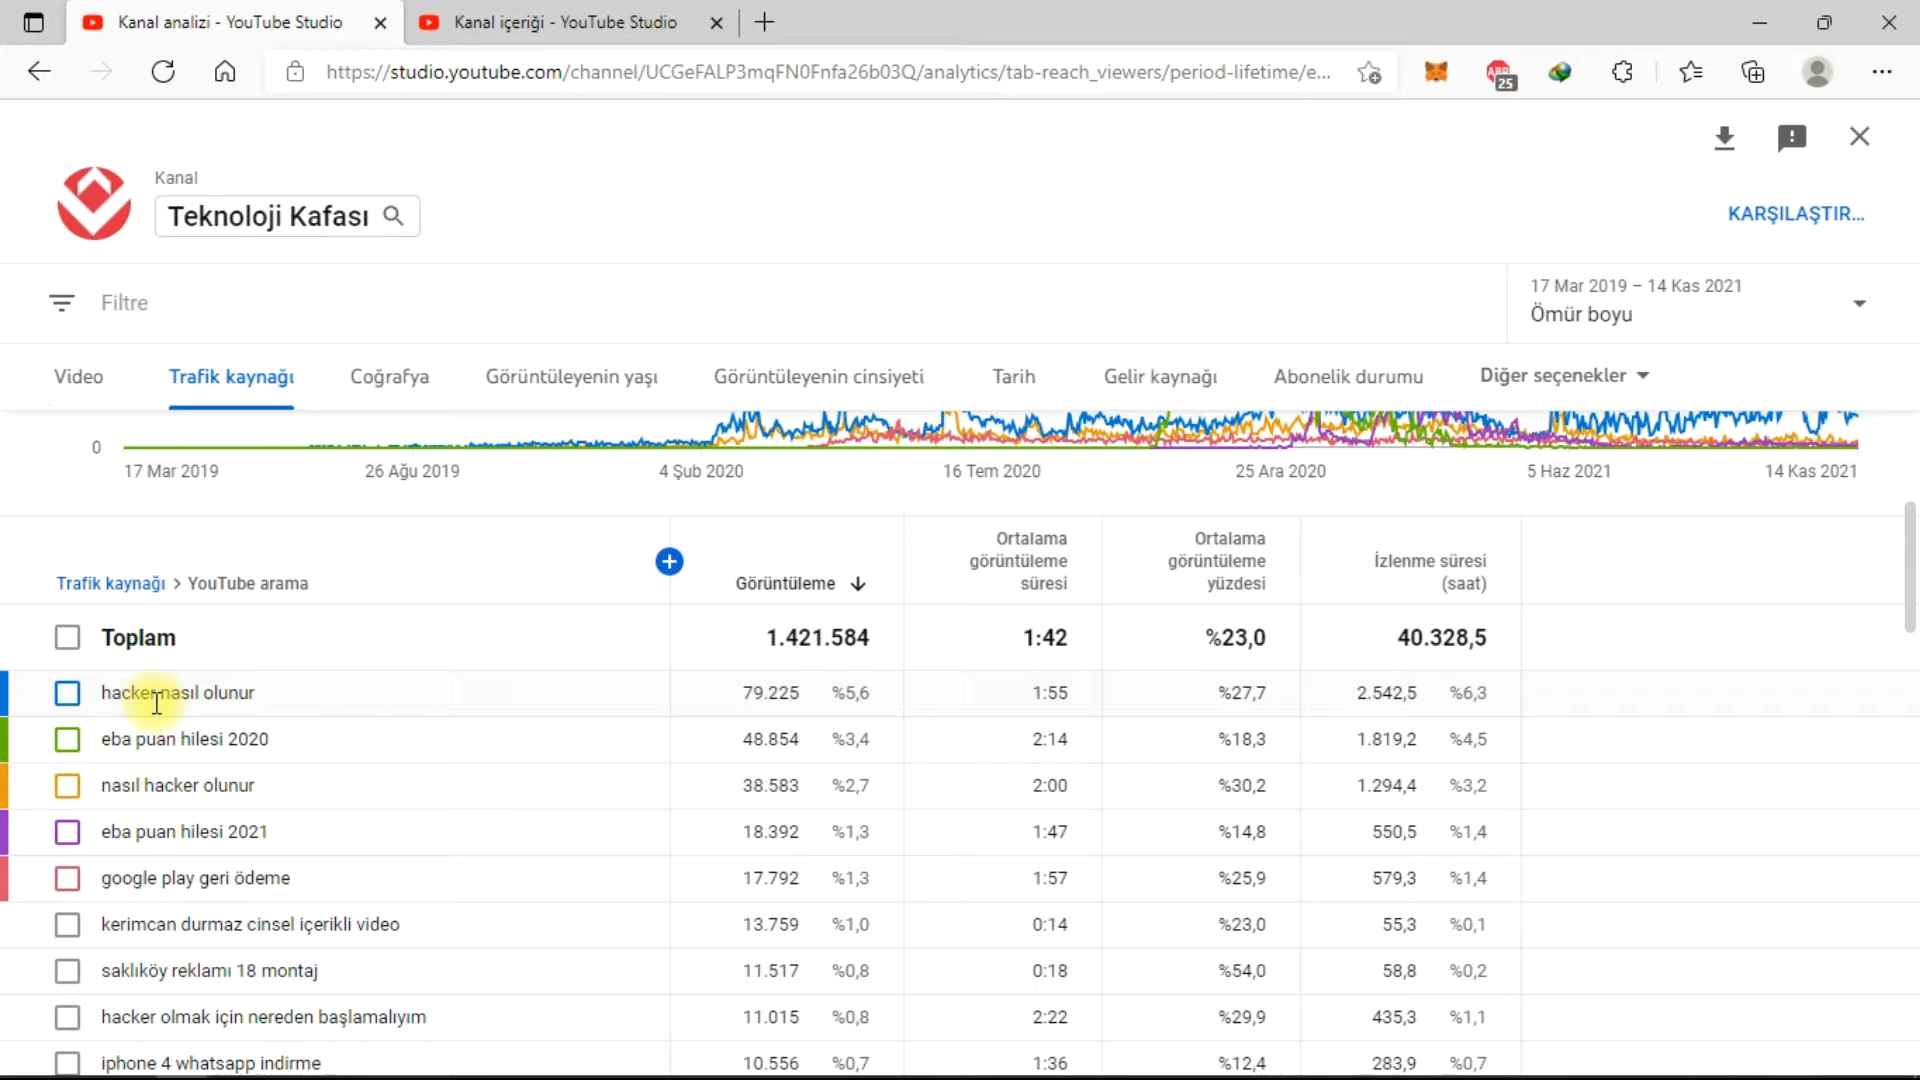 Kanal analizi - YouTube Studio
Kanal içeriği - YouTube Studio
https://studio.youtube.com/channel/UCGeFALP3mqFN0Fnfa26b03Q/analytics/tab-reach_viewers/period-lifetime/e...
ABP
25
Kanal
Teknoloji Kafası
KARŞILAŞTIR...
Filtre
17 Mar 2019 – 14 Kas 2021
Ömür boyu
Video
Trafik kaynağı
Coğrafya
Görüntüleyenin yaşı
Görüntüleyenin cinsiyeti
Tarih
Gelir kaynağı
Abonelik durumu
Diğer seçenekler
0
17 Mar 2019
26 Ağu 2019
4 Şub 2020
16 Tem 2020
25 Ara 2020
5 Haz 2021
14 Kas 2021
Trafik kaynağı > YouTube arama
Görüntüleme
Ortalama
görüntüleme
süresi
Ortalama
görüntüleme
yüzdesi
İzlenme süresi
(saat)
Toplam 1.421.584 1:42 %23,0 40.328,5
hacker nasıl olunur 79.225 %5,6 1:55 %27,7 2.542,5 %6,3
eba puan hilesi 2020 48.854 %3,4 2:14 %18,3 1.819,2 %4,5
nasıl hacker olunur 38.583 %2,7 2:00 %30,2 1.294,4 %3,2
eba puan hilesi 2021 18.392 %1,3 1:47 %14,8 550,5 %1,4
google play geri ödeme 17.792 %1,3 1:57 %25,9 579,3 %1,4
kerimcan durmaz cinsel içerikli video 13.759 %1,0 0:14 %23,0 55,3 %0,1
saklıköy reklamı 18 montaj 11.517 %0,8 0:18 %54,0 58,8 %0,2
hacker olmak için nereden başlamalıyım 11.015 %0,8 2:22 %29,9 435,3 %1,1
iphone 4 whatsapp indirme 10.556 %0,7 1:36 %12,4 283,9 %0,7